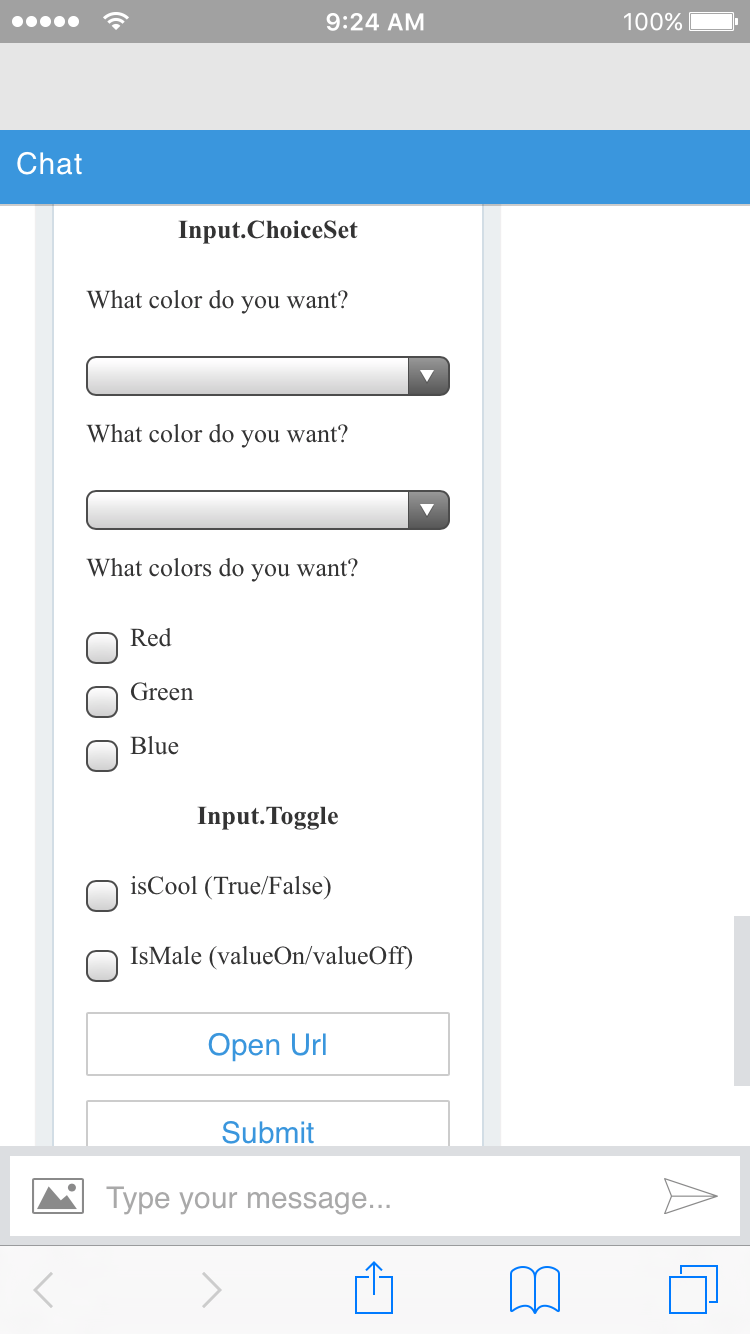 9:24 AM 100%
Chat
Input.ChoiceSet
What color do you want?
What color do you want?
What colors do you want?
Red
Green
Blue
Input.Toggle
isCool (True/False)
IsMale (valueOn/valueOff)
Open Url
Submit
Type your message...